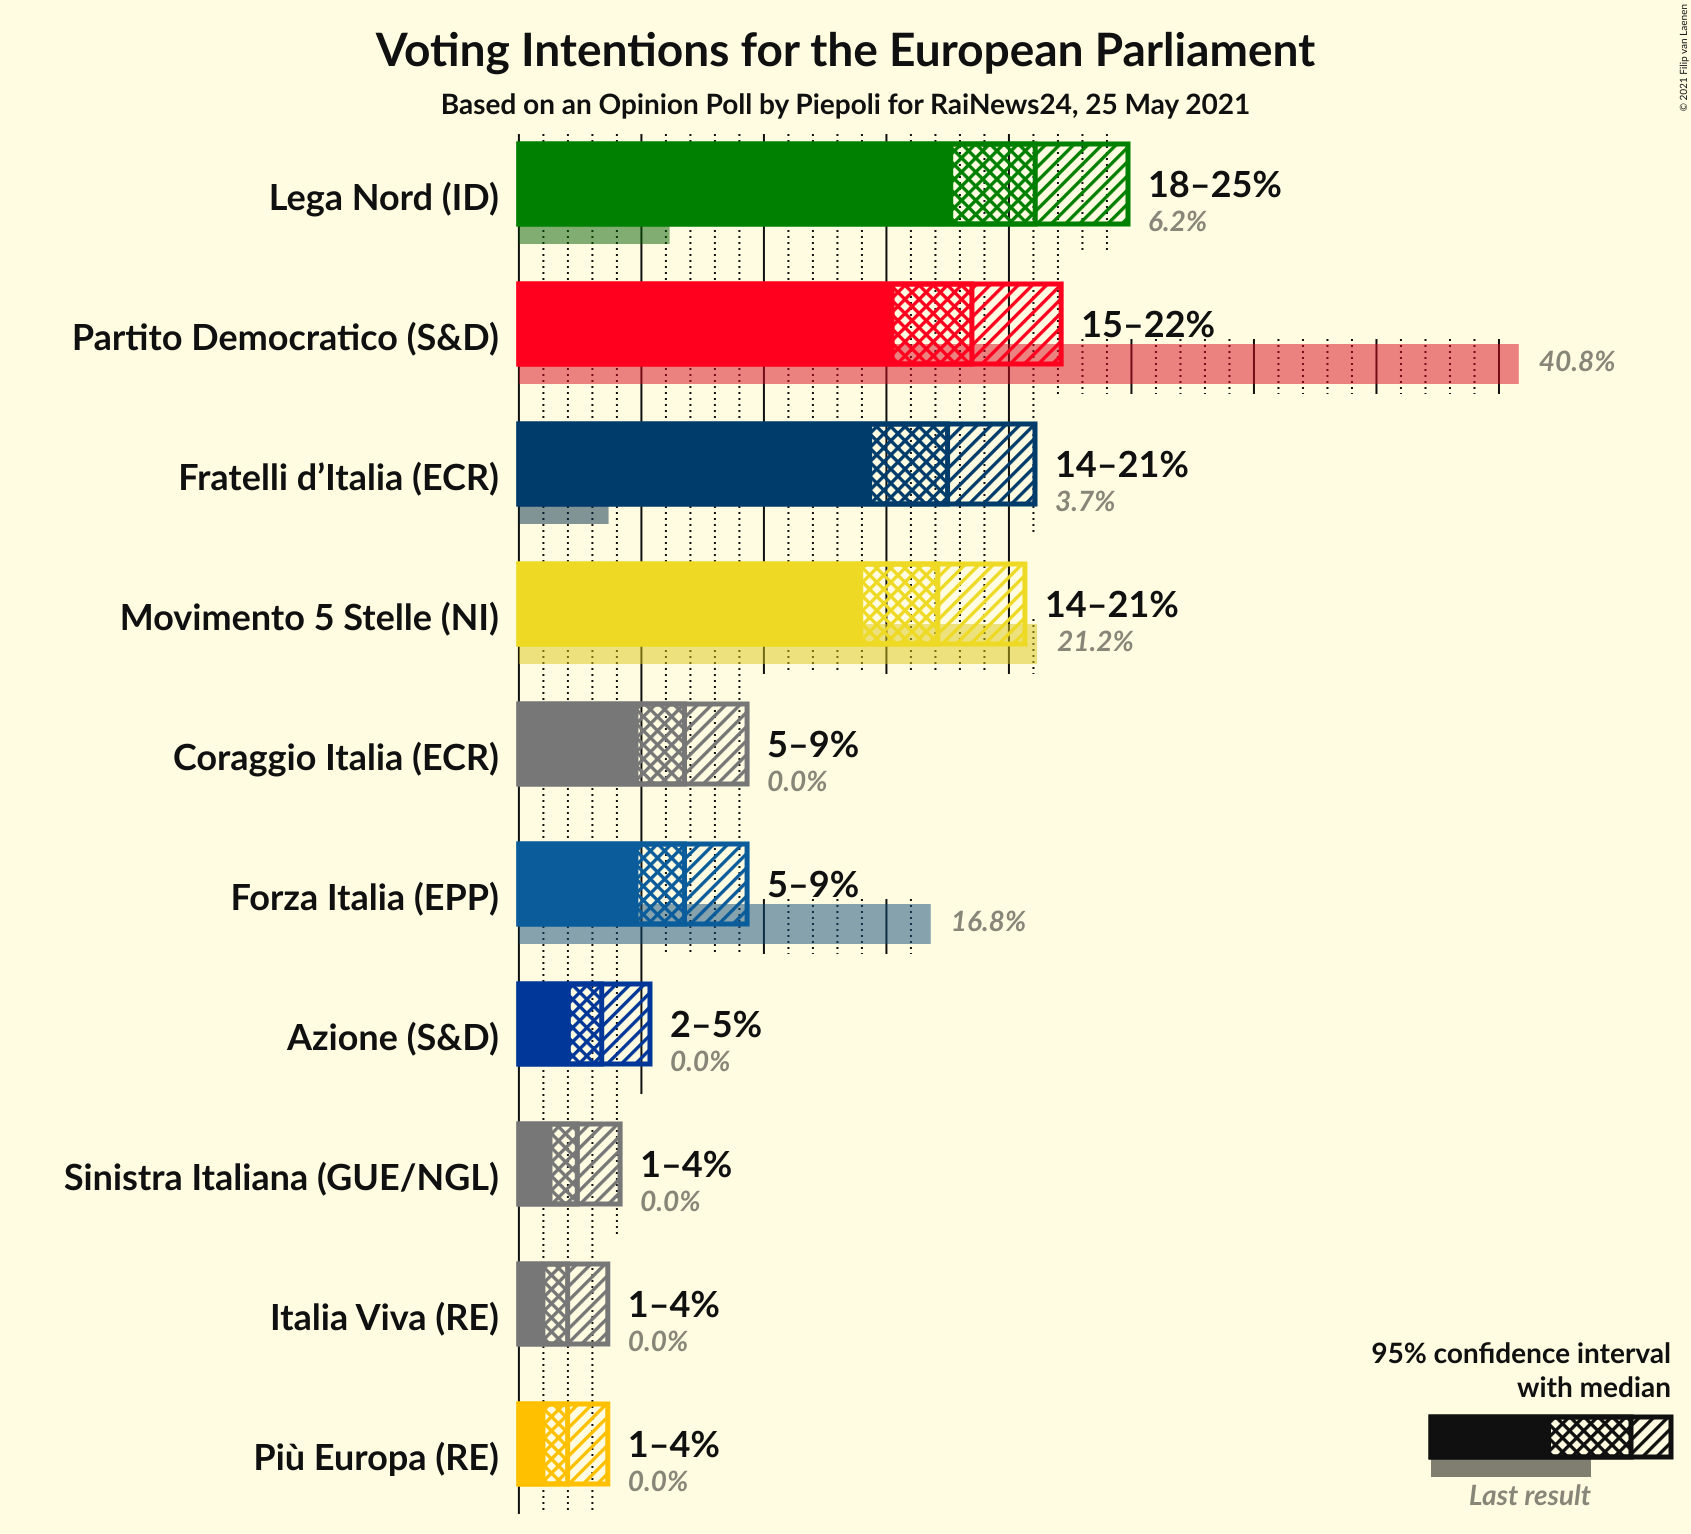 Voting Intentions for the European Parliament
Based on an Opinion Poll by Piepoli for RaiNews24, 25 May 2021
© 2021 Filip van Laenen
Lega Nord (ID)
18–25%
6.2%
Partito Democratico (S&D)
15–22%
40.8%
Fratelli d’Italia (ECR)
14–21%
3.7%
Movimento 5 Stelle (NI)
14–21%
21.2%
Coraggio Italia (ECR)
5–9%
0.0%
Forza Italia (EPP)
5–9%
16.8%
Azione (S&D)
2–5%
0.0%
Sinistra Italiana (GUE/NGL)
1–4%
0.0%
Italia Viva (RE)
1–4%
0.0%
Più Europa (RE)
1–4%
0.0%
95% confidence interval
with median
Last result